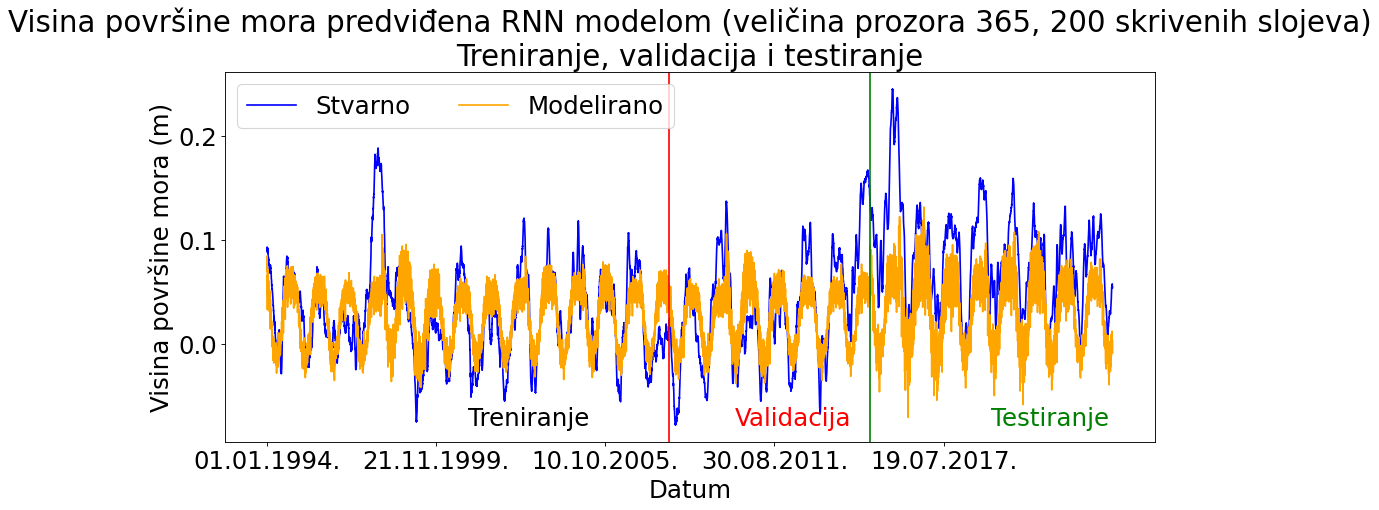 Visina površine mora predviđena RNN modelom (veličina prozora 365, 200 skrivenih slojeva)
Treniranje, validacija i testiranje
Stvarno Modelirano
Visina površine mora (m)
0.2
0.1
0.0
Treniranje Validacija Testiranje
01.01.1994. 21.11.1999. 10.10.2005. 30.08.2011. 19.07.2017.
Datum